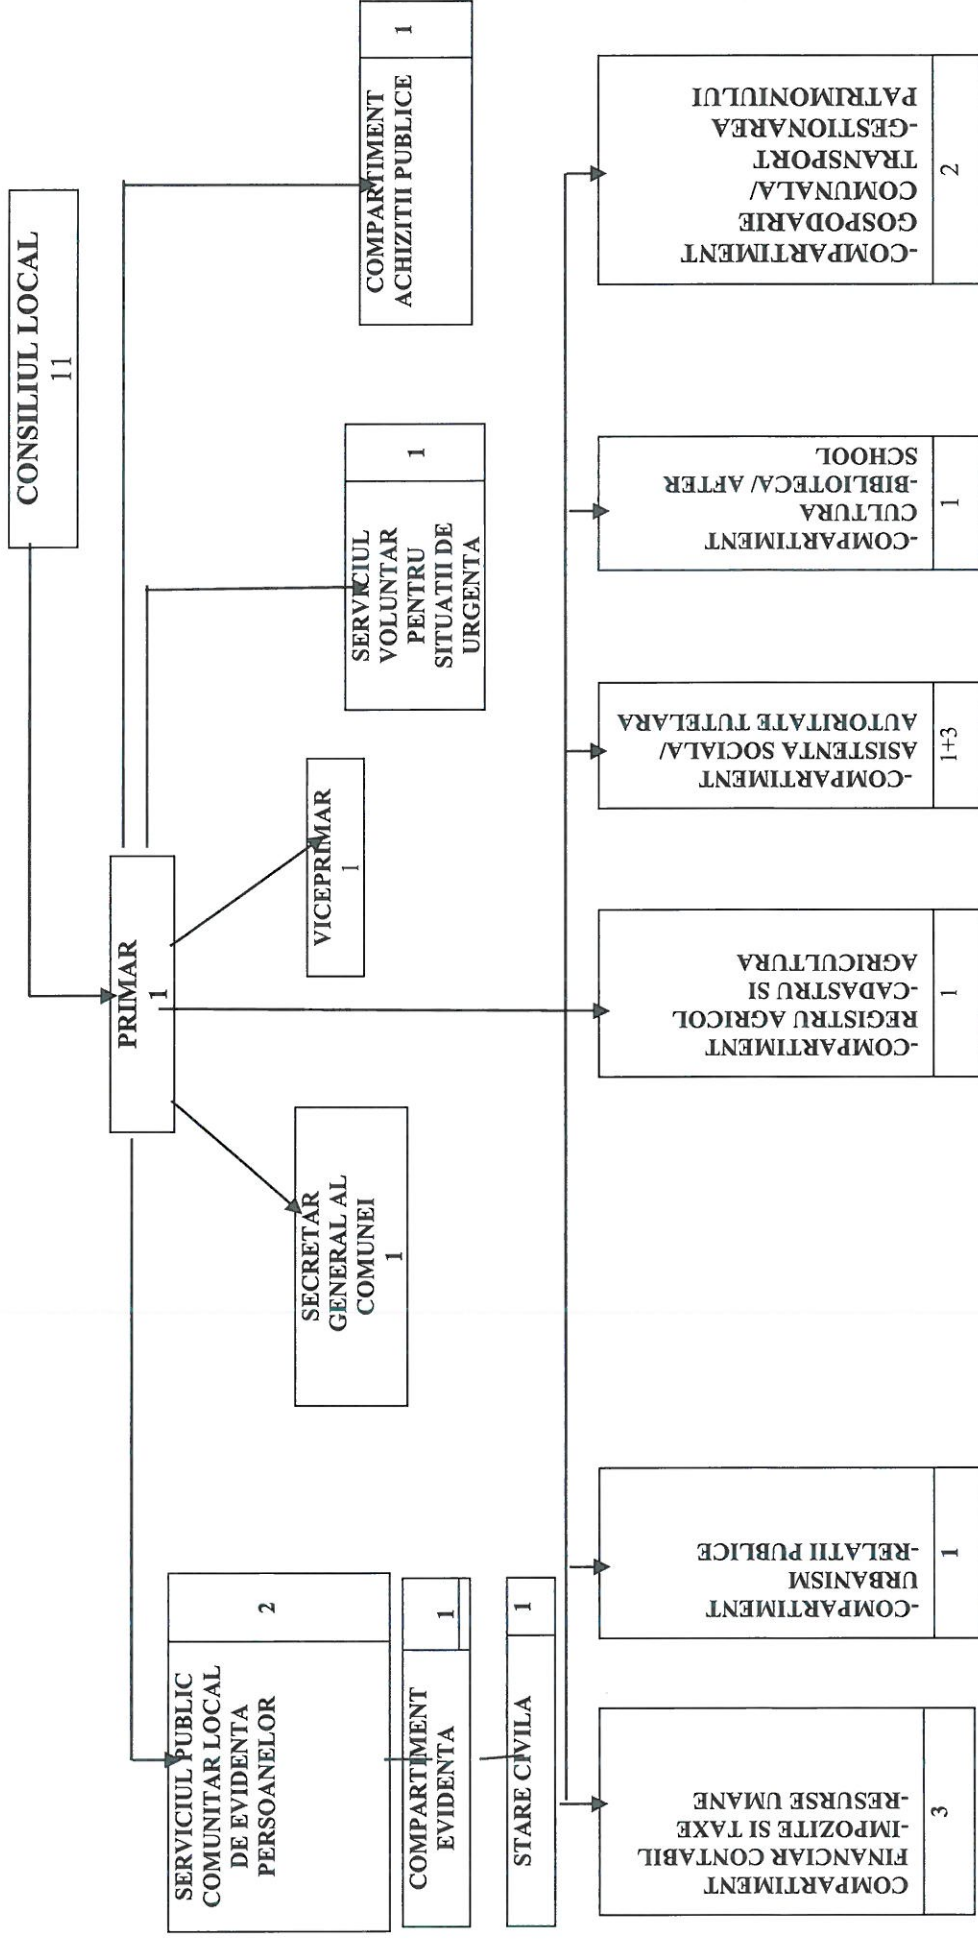 CONSILIUL LOCAL
11
PRIMAR
1
SERVICIUL PUBLIC
COMUNITAR LOCAL
DE EVIDENTA
PERSOANELOR
2
COMPARTIMENT
EVIDENTA
1
STARE CIVILA
1
SECRETAR
GENERAL AL
COMUNEI
1
VICEPRIMAR
1
SERVICIUL
VOLUNTAR
PENTRU
SITUATII DE
URGENTA
1
COMPARTIMENT
ACHIZITII PUBLICE
1
COMPARTIMENT
FINANCIAR CONTABIL
-IMPOZITE SI TAXE
-RESURSE UMANE
3
-COMPARTIMENT
URBANISM
-RELATII PUBLICE
1
-COMPARTIMENT
REGISTRU AGRICOL
-CADASTRU SI
AGRICULTURA
1
-COMPARTIMENT
ASISTENTA SOCIALA/
AUTORITATE TUTELARA
1+3
-COMPARTIMENT
CULTURA
-BIBLIOTECA/ AFTER
SCHOOL
1
-COMPARTIMENT
GOSPODARIE
COMUNALA/
TRANSPORT
-GESTIONAREA
PATRIMONIULUI
2